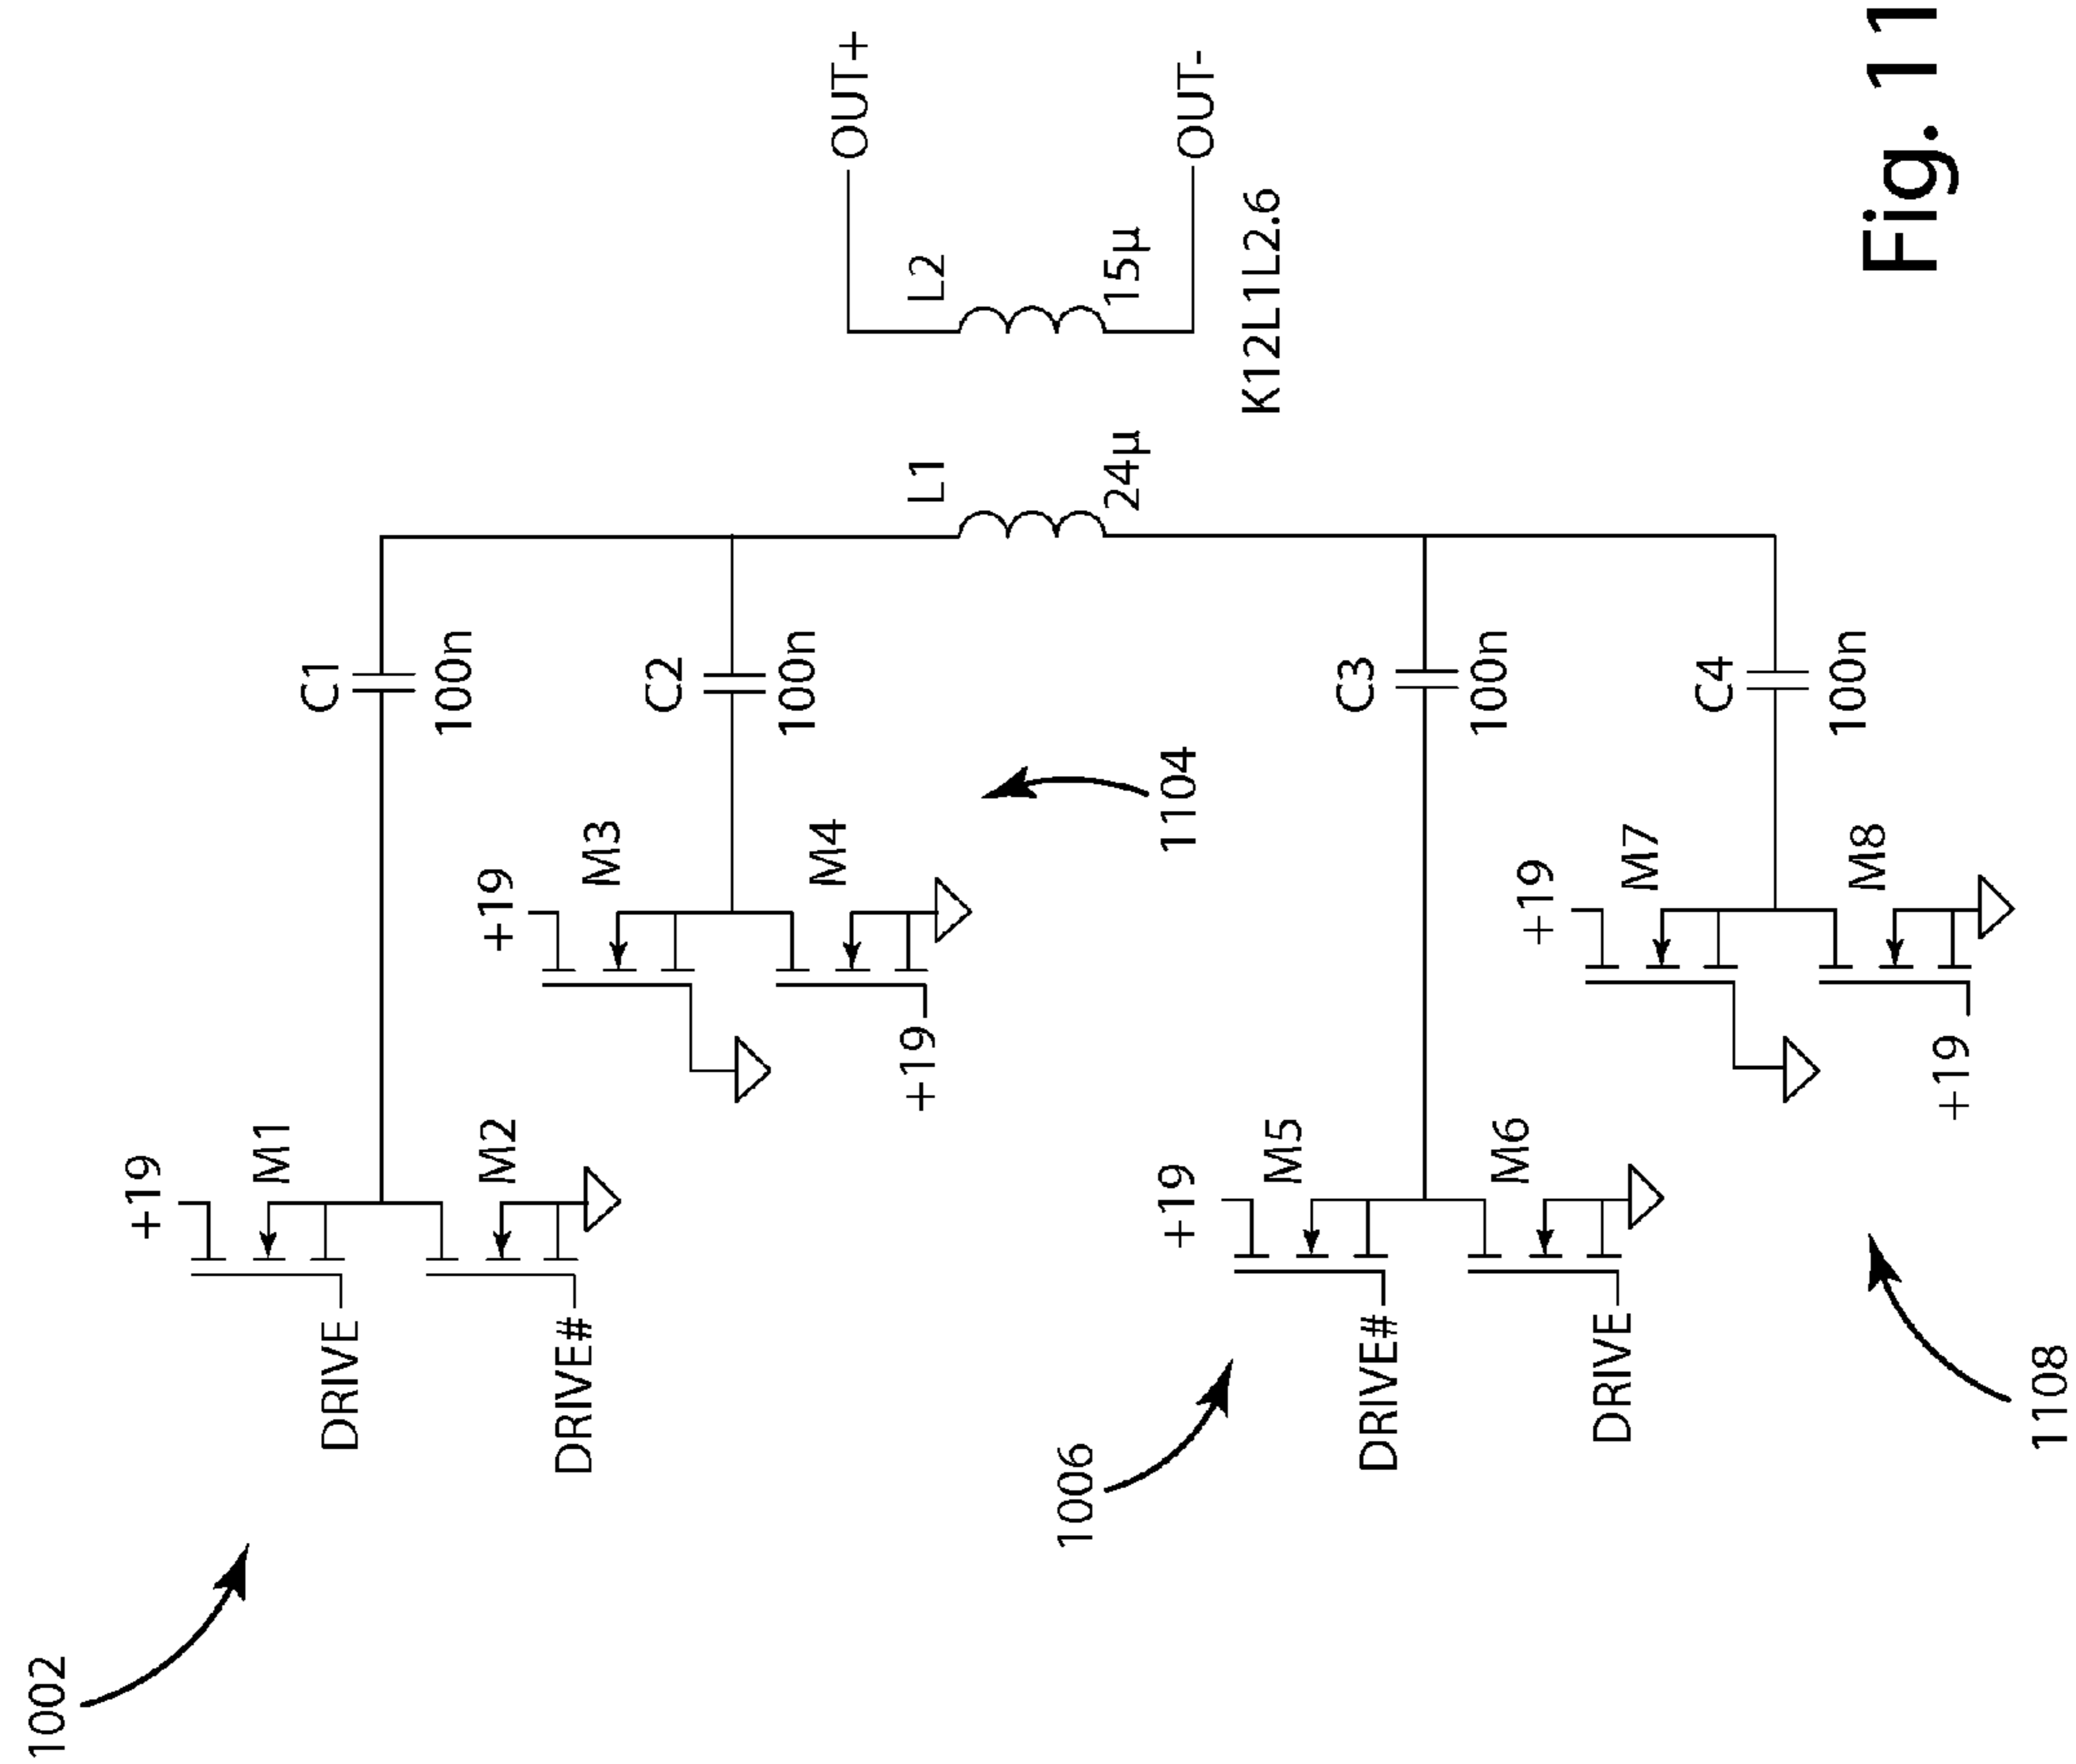 1002
+19
M1
DRIVE
M2
DRIVE#
C1
100n
+19
M3
M4
+19
C2
100n
1104
L1
24µ
L2
15µ
OUT+
OUT-
K12L1L2.6
1006
+19
M5
DRIVE#
M6
DRIVE
C3
100n
+19
M7
M8
+19
C4
100n
1108
Fig. 11